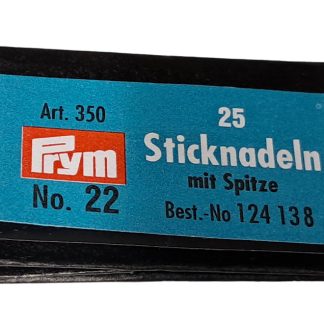 Art. 350
25
Prym
Sticknadeln
mit Spitze
No. 22
Best.-No 124 138